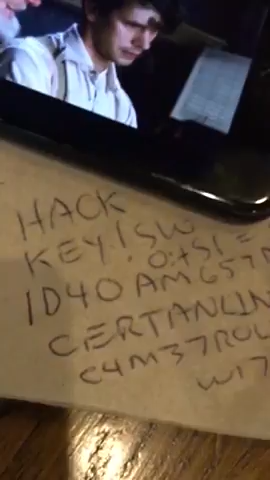 HACK
KEY! SW
0:+51=
1D40AM657
CERTANLIN
C4M37ROU
W17